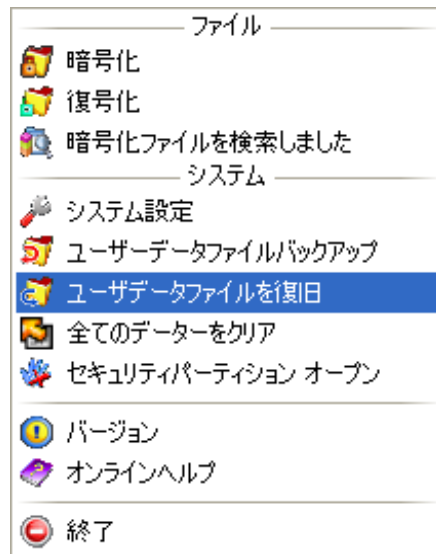 ファイル
暗号化
復号化
暗号化ファイルを検索しました
システム
システム設定
ユーザーデータファイルバックアップ
ユーザデータファイルを復旧
全てのデーターをクリア
セキュリティパーティション オープン
バージョン
オンラインヘルプ
終了